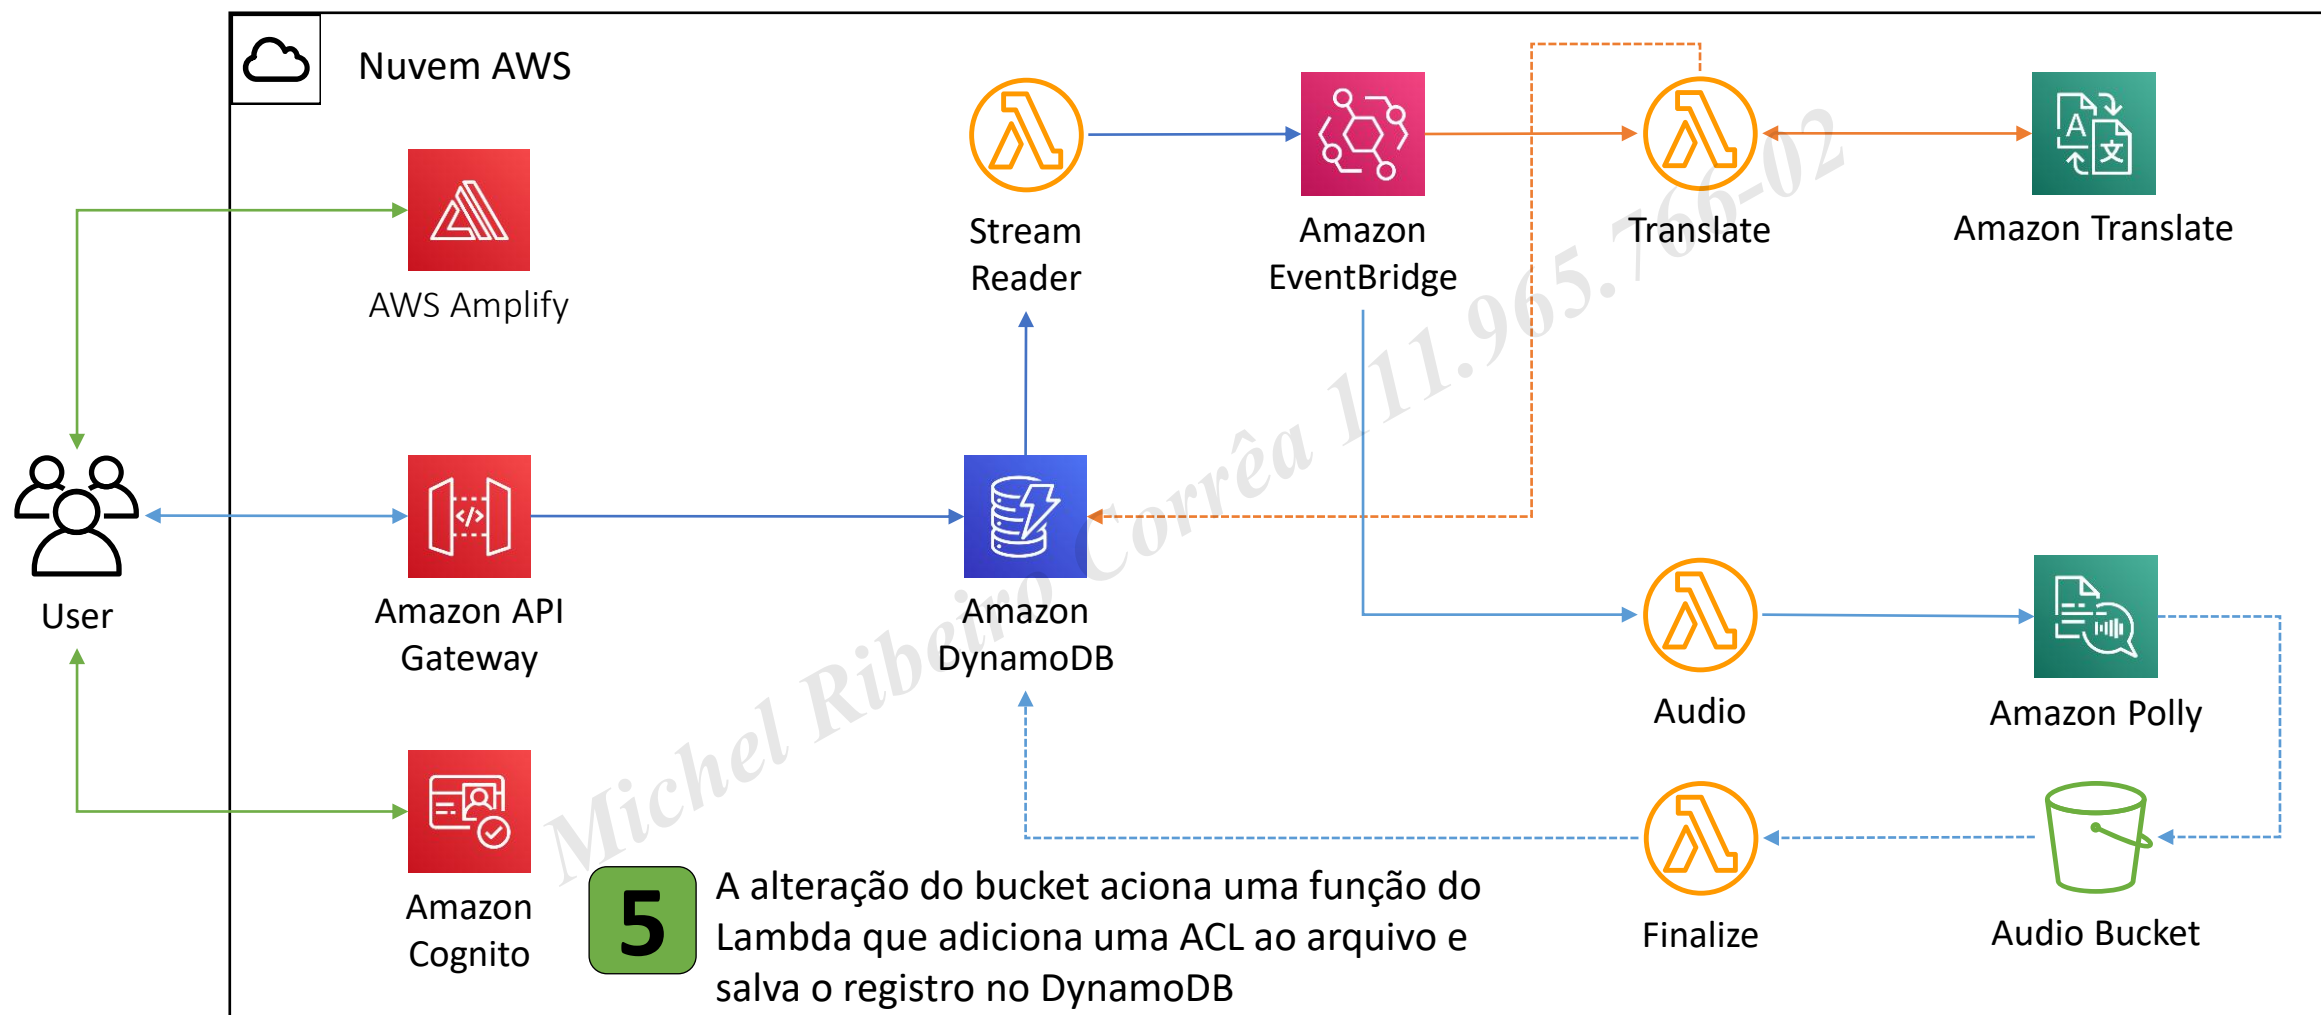 Nuvem AWS
AWS Amplify
Stream
Reader
Amazon
EventBridge
Translate
Amazon Translate
User
Amazon API
Gateway
Amazon
DynamoDB
Audio
Amazon Polly
Amazon
Cognito
Finalize
Audio Bucket
5
A alteração do bucket aciona uma função do
Lambda que adiciona uma ACL ao arquivo e
salva o registro no DynamoDB
Michel Ribeiro Corrêa 111.965.766-02